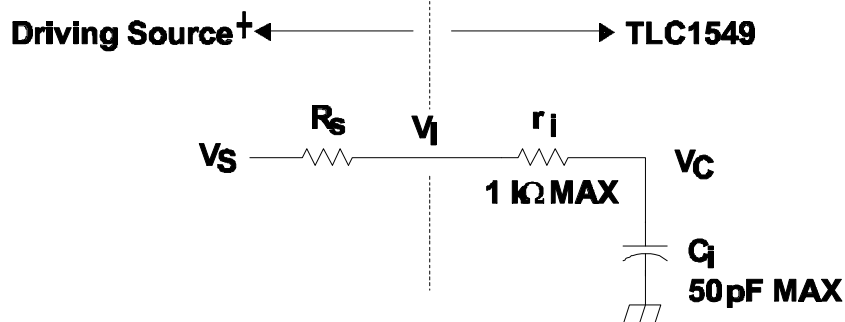 Driving Source† TLC1549
Rs VI ri
VS VC
1 kΩ MAX
Ci
50 pF MAX